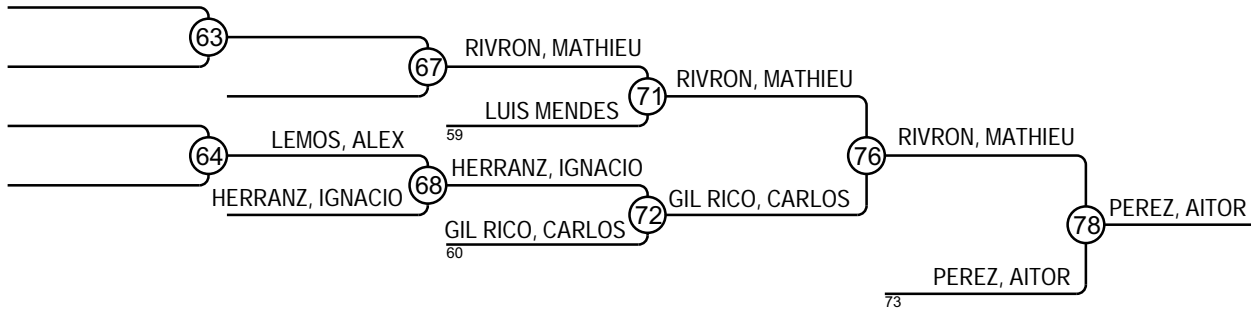 63
RIVRON, MATHIEU
67
RIVRON, MATHIEU
71
LUIS MENDES
59
LEMOS, ALEX
RIVRON, MATHIEU
64
76
HERRANZ, IGNACIO
68
HERRANZ, IGNACIO
GIL RICO, CARLOS
72
PEREZ, AITOR
78
GIL RICO, CARLOS
60
PEREZ, AITOR
73